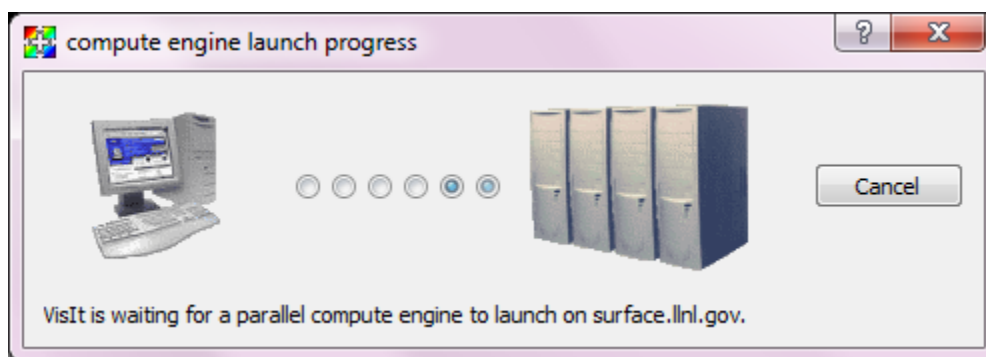 compute engine launch progress
?
Cancel
VisIt is waiting for a parallel compute engine to launch on surface.llnl.gov.